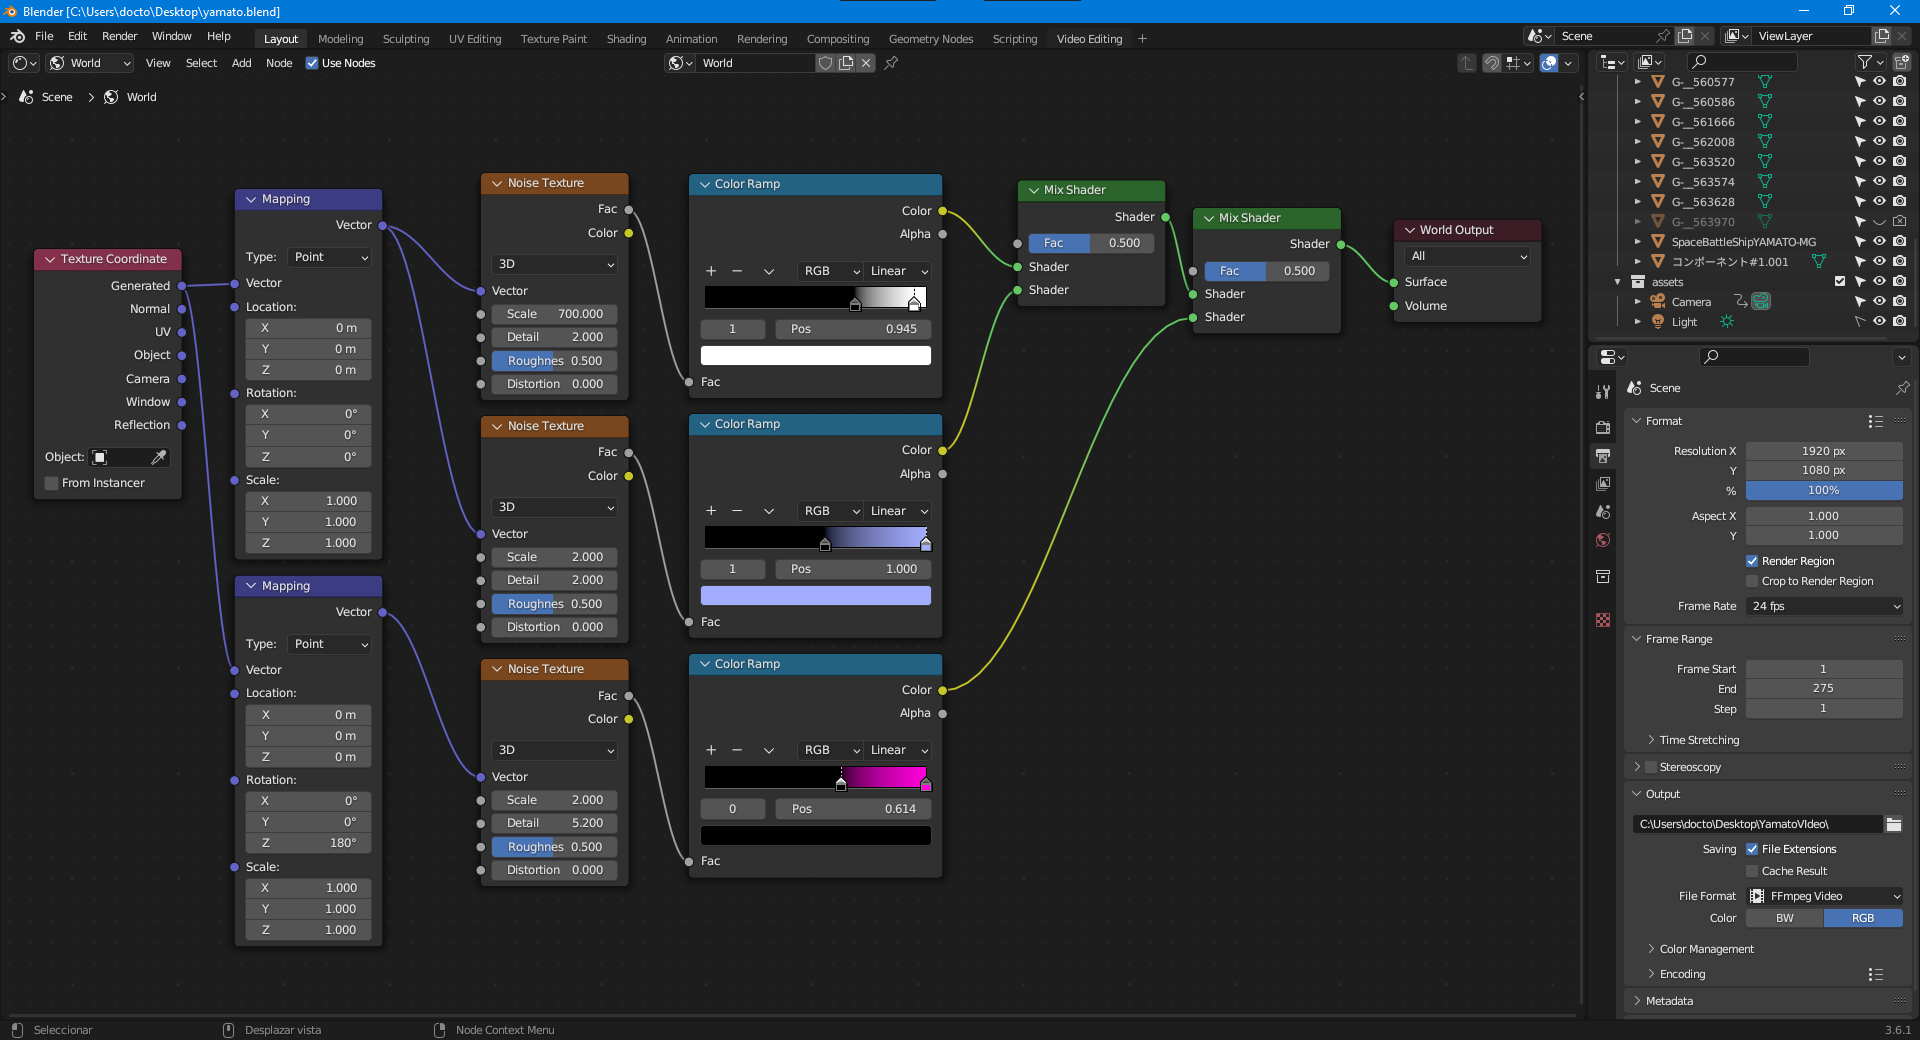 Blender [C:\Users\docto\Desktop\yamato.blend]
File Edit Render Window Help
Layout Modeling Sculpting UV Editing Texture Paint Shading Animation Rendering Compositing Geometry Nodes Scripting Video Editing
Scene
ViewLayer
World
View Select Add Node Use Nodes
World
Scene
World
Texture Coordinate
Generated
Normal
UV
Object
Camera
Window
Reflection
Object:
From Instancer
Mapping
Vector
Type: Point
Vector
Location:
X 0 m
Y 0 m
Z 0 m
Rotation:
X 0°
Y 0°
Z 0°
Scale:
X 1.000
Y 1.000
Z 1.000
Mapping
Vector
Type: Point
Vector
Location:
X 0 m
Y 0 m
Z 0 m
Rotation:
X 0°
Y 0°
Z 180°
Scale:
X 1.000
Y 1.000
Z 1.000
Noise Texture
Fac
Color
3D
Vector
Scale 700.000
Detail 2.000
Roughnes 0.500
Distortion 0.000
Noise Texture
Fac
Color
3D
Vector
Scale 2.000
Detail 2.000
Roughnes 0.500
Distortion 0.000
Noise Texture
Fac
Color
3D
Vector
Scale 2.000
Detail 5.200
Roughnes 0.500
Distortion 0.000
Color Ramp
Color
Alpha
RGB Linear
1 Pos 0.945
Fac
Color Ramp
Color
Alpha
RGB Linear
1 Pos 1.000
Fac
Color Ramp
Color
Alpha
RGB Linear
0 Pos 0.614
Fac
Mix Shader
Shader
Fac 0.500
Shader
Shader
Mix Shader
Shader
Fac 0.500
Shader
Shader
World Output
All
Surface
Volume
G-__560577
G-__560586
G-__561666
G-__562008
G-__563520
G-__563574
G-__563628
G-__563970
SpaceBattleShipYAMATO-MG
コンポーネント#1.001
assets
Camera
Light
Scene
Format
Resolution X 1920 px
Y 1080 px
% 100%
Aspect X 1.000
Y 1.000
Render Region
Crop to Render Region
Frame Rate 24 fps
Frame Range
Frame Start 1
End 275
Step 1
Time Stretching
Stereoscopy
Output
C:\Users\docto\Desktop\YamatoVIdeo\
Saving File Extensions
Cache Result
File Format FFmpeg Video
Color BW RGB
Color Management
Encoding
Metadata
Seleccionar Desplazar vista Node Context Menu 3.6.1